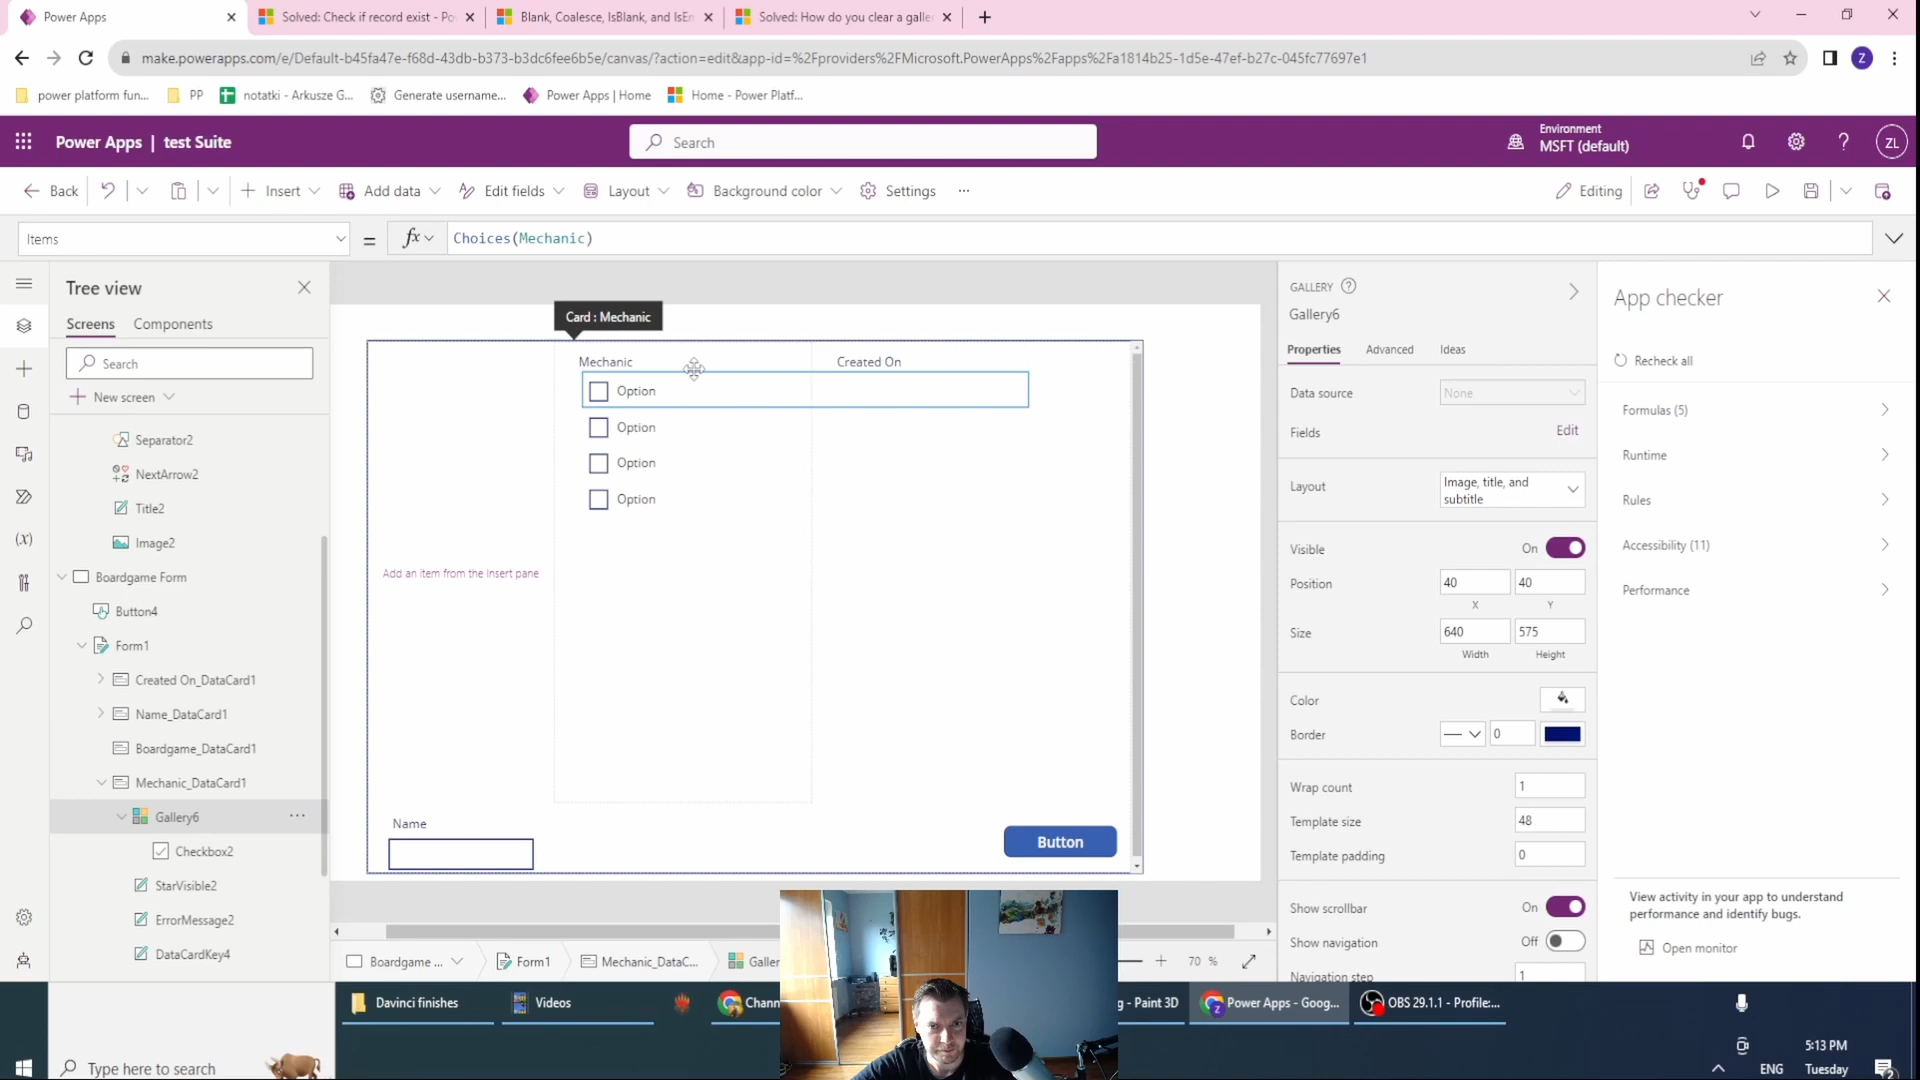 Power Apps
Solved: Check if record exist - Po
Blank, Coalesce, IsBlank, and IsEn
Solved: How do you clear a galle
make.powerapps.com/e/Default-b45fa47e-f68d-43db-b373-b3dc6fee6b5e/canvas/?action=edit&app-id=%2Fproviders%2FMicrosoft.PowerApps%2Fapps%2Fa1814b25-1d5e-47ef-b27c-045fc77697e1
Z
power platform fun...
PP
notatki - Arkusze G...
Generate username...
Power Apps | Home
Home - Power Platf...
Power Apps | test Suite
Search
Environment
MSFT (default)
ZL
Back
Insert
Add data
Edit fields
Layout
Background color
Settings
...
Editing
Items
=
fx
Choices(Mechanic)
Tree view
Screens
Components
Search
New screen
Separator2
NextArrow2
Title2
Image2
Boardgame Form
Button4
Form1
Created On_DataCard1
Name_DataCard1
Boardgame_DataCard1
Mechanic_DataCard1
Gallery6
...
Checkbox2
StarVisible2
ErrorMessage2
DataCardKey4
Card : Mechanic
Mechanic
Created On
Option
Option
Option
Option
Add an item from the Insert pane
Name
Button
Boardgame ...
Form1
Mechanic_DataC...
Galler
70 %
GALLERY
Gallery6
Properties
Advanced
Ideas
Data source
None
Fields
Edit
Layout
Image, title, and
subtitle
Visible
On
Position
40
40
X
Y
Size
640
575
Width
Height
Color
Border
0
Wrap count
1
Template size
48
Template padding
0
Show scrollbar
On
Show navigation
Off
Navigation step
1
App checker
Recheck all
Formulas (5)
Runtime
Rules
Accessibility (11)
Performance
View activity in your app to understand
performance and identify bugs.
Open monitor
Davinci finishes
Videos
Chann
g - Paint 3D
Power Apps - Goog...
OBS 29.1.1 - Profile:...
Type here to search
5:13 PM
ENG
Tuesday
2